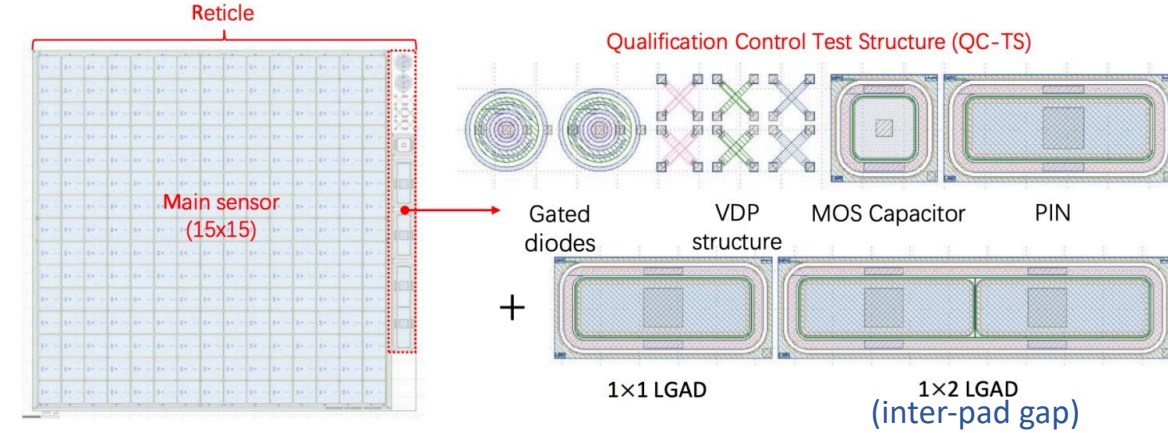 Reticle
Qualification Control Test Structure (QC-TS)
Main sensor
(15x15)
Gated
diodes
VDP
structure
MOS Capacitor
PIN
+
1×1 LGAD
1×2 LGAD
(inter-pad gap)